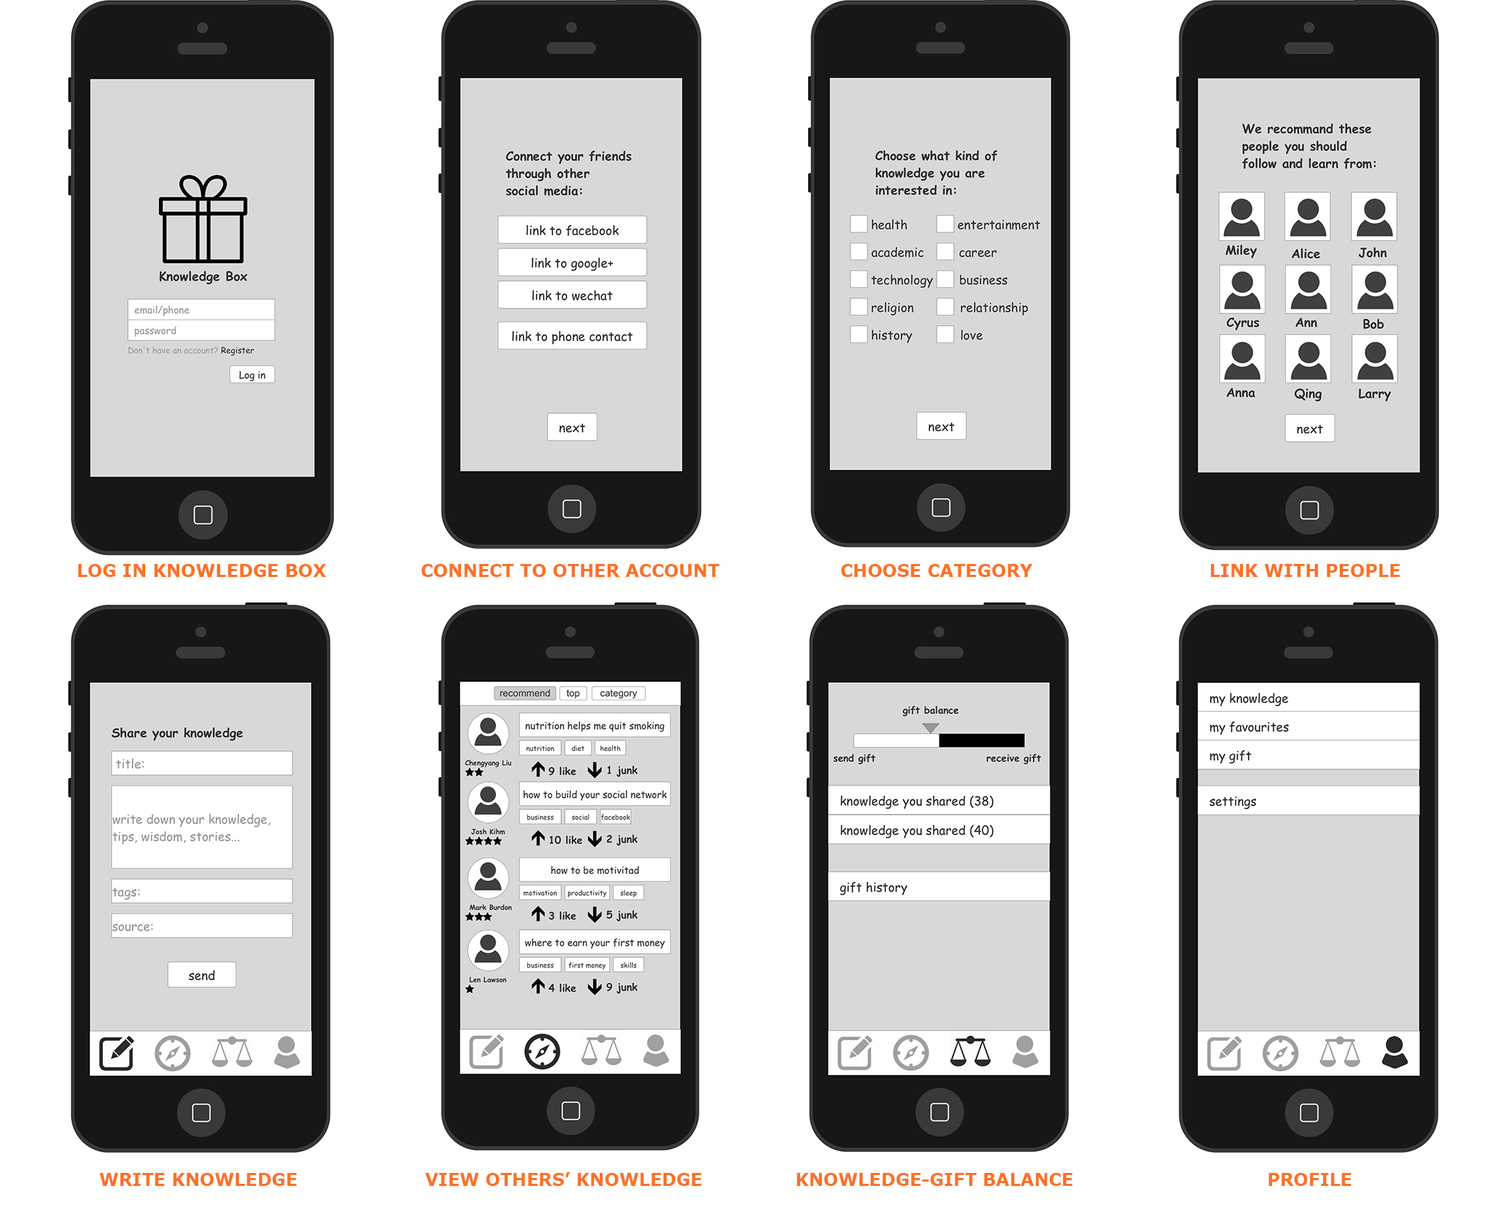 Knowledge Box
email/phone
password
Don't have an account? Register
Log in
LOG IN KNOWLEDGE BOX
Connect your friends
through other
social media:
link to facebook
link to google+
link to wechat
link to phone contact
next
CONNECT TO OTHER ACCOUNT
Choose what kind of
knowledge you are
interested in:
health entertainment
academic career
technology business
religion relationship
history love
next
CHOOSE CATEGORY
We recommand these
people you should
follow and learn from:
Miley Alice John
Cyrus Ann Bob
Anna Qing Larry
next
LINK WITH PEOPLE
Share your knowledge
title:
write down your knowledge,
tips, wisdom, stories...
tags:
source:
send
WRITE KNOWLEDGE
recommend top category
nutrition helps me quit smoking
nutrition diet health
Chengyang Liu
9 like 1 junk
how to build your social network
business social facebook
Josh Kihm
10 like 2 junk
how to be motivitad
motivation productivity sleep
Mark Burdon
3 like 5 junk
where to earn your first money
business first money skills
Len Lawson
4 like 9 junk
VIEW OTHERS’ KNOWLEDGE
gift balance
send gift receive gift
knowledge you shared (38)
knowledge you shared (40)
gift history
KNOWLEDGE-GIFT BALANCE
my knowledge
my favourites
my gift
settings
PROFILE